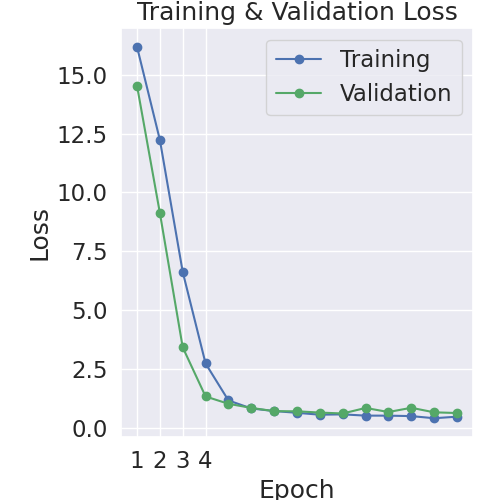 Training & Validation Loss
Training
Validation
Loss
15.0
12.5
10.0
7.5
5.0
2.5
0.0
1 2 3 4
Epoch